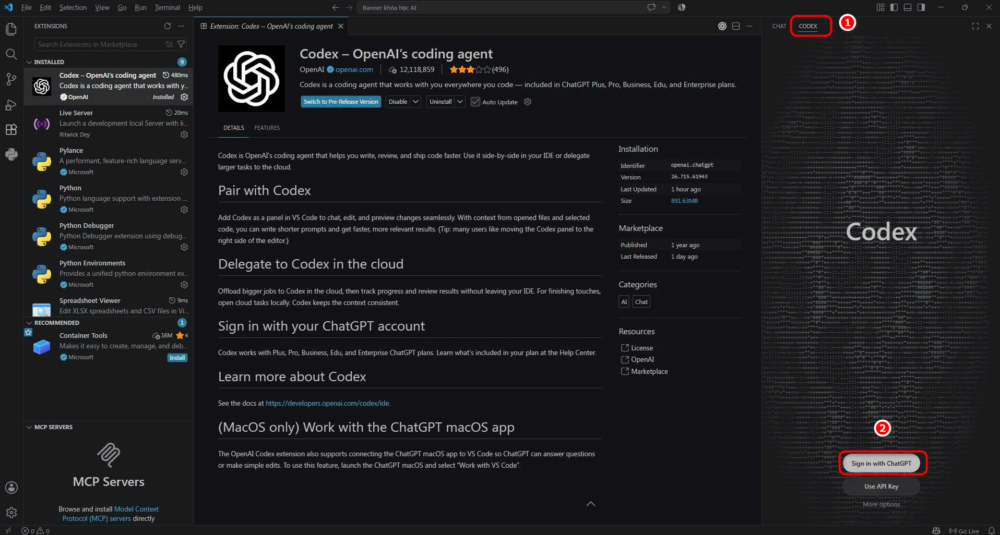 File Edit Selection View Go Run Terminal Help
Banner khóa học AI
EXTENSIONS
Search Extensions in Marketplace
INSTALLED 9
Codex – OpenAI's coding agent 480ms
Codex is a coding agent that works with y...
OpenAI Installed
Live Server 20ms
Launch a development local Server with li...
Ritwick Dey
Pylance
A performant, feature-rich language serv...
Microsoft
Python
Python language support with extension ...
Microsoft
Python Debugger
Python Debugger extension using debug...
Microsoft
Python Environments
Provides a unified python environment ex...
Microsoft
Spreadsheet Viewer 9ms
Edit XLSX spreadsheets and CSV files in Vi...
RECOMMENDED 1
Container Tools 16M 4
Makes it easy to create, manage, and deb...
Microsoft Install
MCP SERVERS
MCP Servers
Browse and install Model Context
Protocol (MCP) servers directly
Extension: Codex – OpenAI's coding agent
Codex – OpenAI's coding agent
OpenAI openai.com 12,118,859 (496)
Codex is a coding agent that works with you everywhere you code — included in ChatGPT Plus, Pro, Business, Edu, and Enterprise plans.
Switch to Pre-Release Version Disable Uninstall Auto Update
DETAILS FEATURES
Codex is OpenAI's coding agent that helps you write, review, and ship code faster. Use it side-by-side in your IDE or delegate
larger tasks to the cloud.
Pair with Codex
Add Codex as a panel in VS Code to chat, edit, and preview changes seamlessly. With context from opened files and selected
code, you can write shorter prompts and get faster, more relevant results. (Tip: many users like moving the Codex panel to the
right side of the editor.)
Delegate to Codex in the cloud
Offload bigger jobs to Codex in the cloud, then track progress and review results without leaving your IDE. For finishing touches,
open cloud tasks locally. Codex keeps the context consistent.
Sign in with your ChatGPT account
Codex works with Plus, Pro, Business, Edu, and Enterprise ChatGPT plans. Learn what's included in your plan at the Help Center.
Learn more about Codex
See the docs at https://developers.openai.com/codex/ide.
(MacOS only) Work with the ChatGPT macOS app
The OpenAI Codex extension also supports connecting the ChatGPT macOS app to VS Code so ChatGPT can answer questions
or make simple edits. To use this feature, launch the ChatGPT macOS and select “Work with VS Code”.
Installation
Identifier openai.chatgpt
Version 26.715.61943
Last Updated 1 hour ago
Size 891.63MB
Marketplace
Published 1 year ago
Last Released 1 day ago
Categories
AI Chat
Resources
License
OpenAI
Marketplace
CHAT CODEX 1
Codex
2
Sign in with ChatGPT
Use API Key
More options
0 0
Go Live